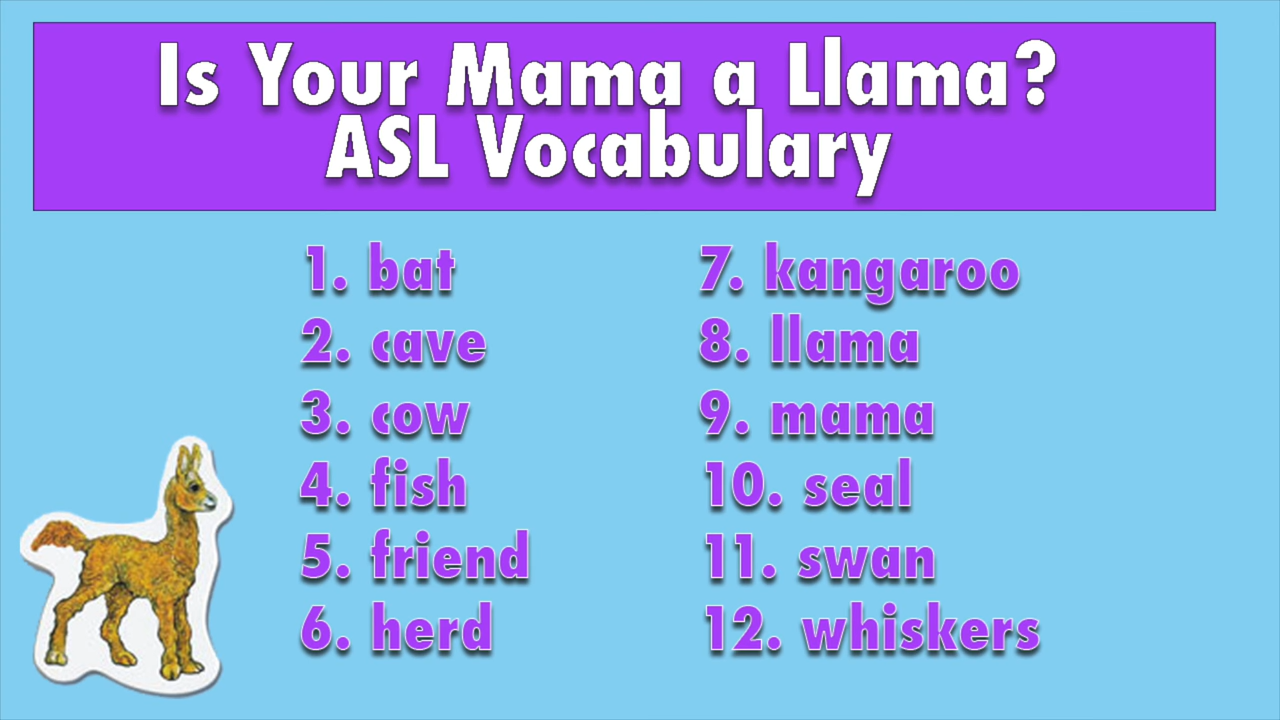 Is Your Mama a Llama?
ASL Vocabulary
1. bat
2. cave
3. cow
4. fish
5. friend
6. herd
7. kangaroo
8. llama
9. mama
10. seal
11. swan
12. whiskers